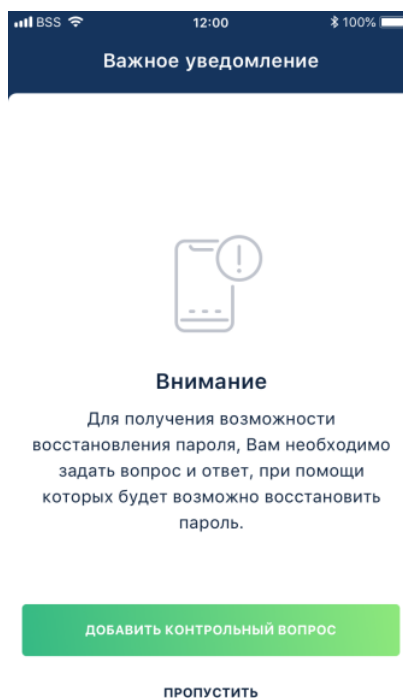 BSS 12:00 100%
Важное уведомление
Внимание
Для получения возможности
восстановления пароля, Вам необходимо
задать вопрос и ответ, при помощи
которых будет возможно восстановить
пароль.
ДОБАВИТЬ КОНТРОЛЬНЫЙ ВОПРОС
ПРОПУСТИТЬ